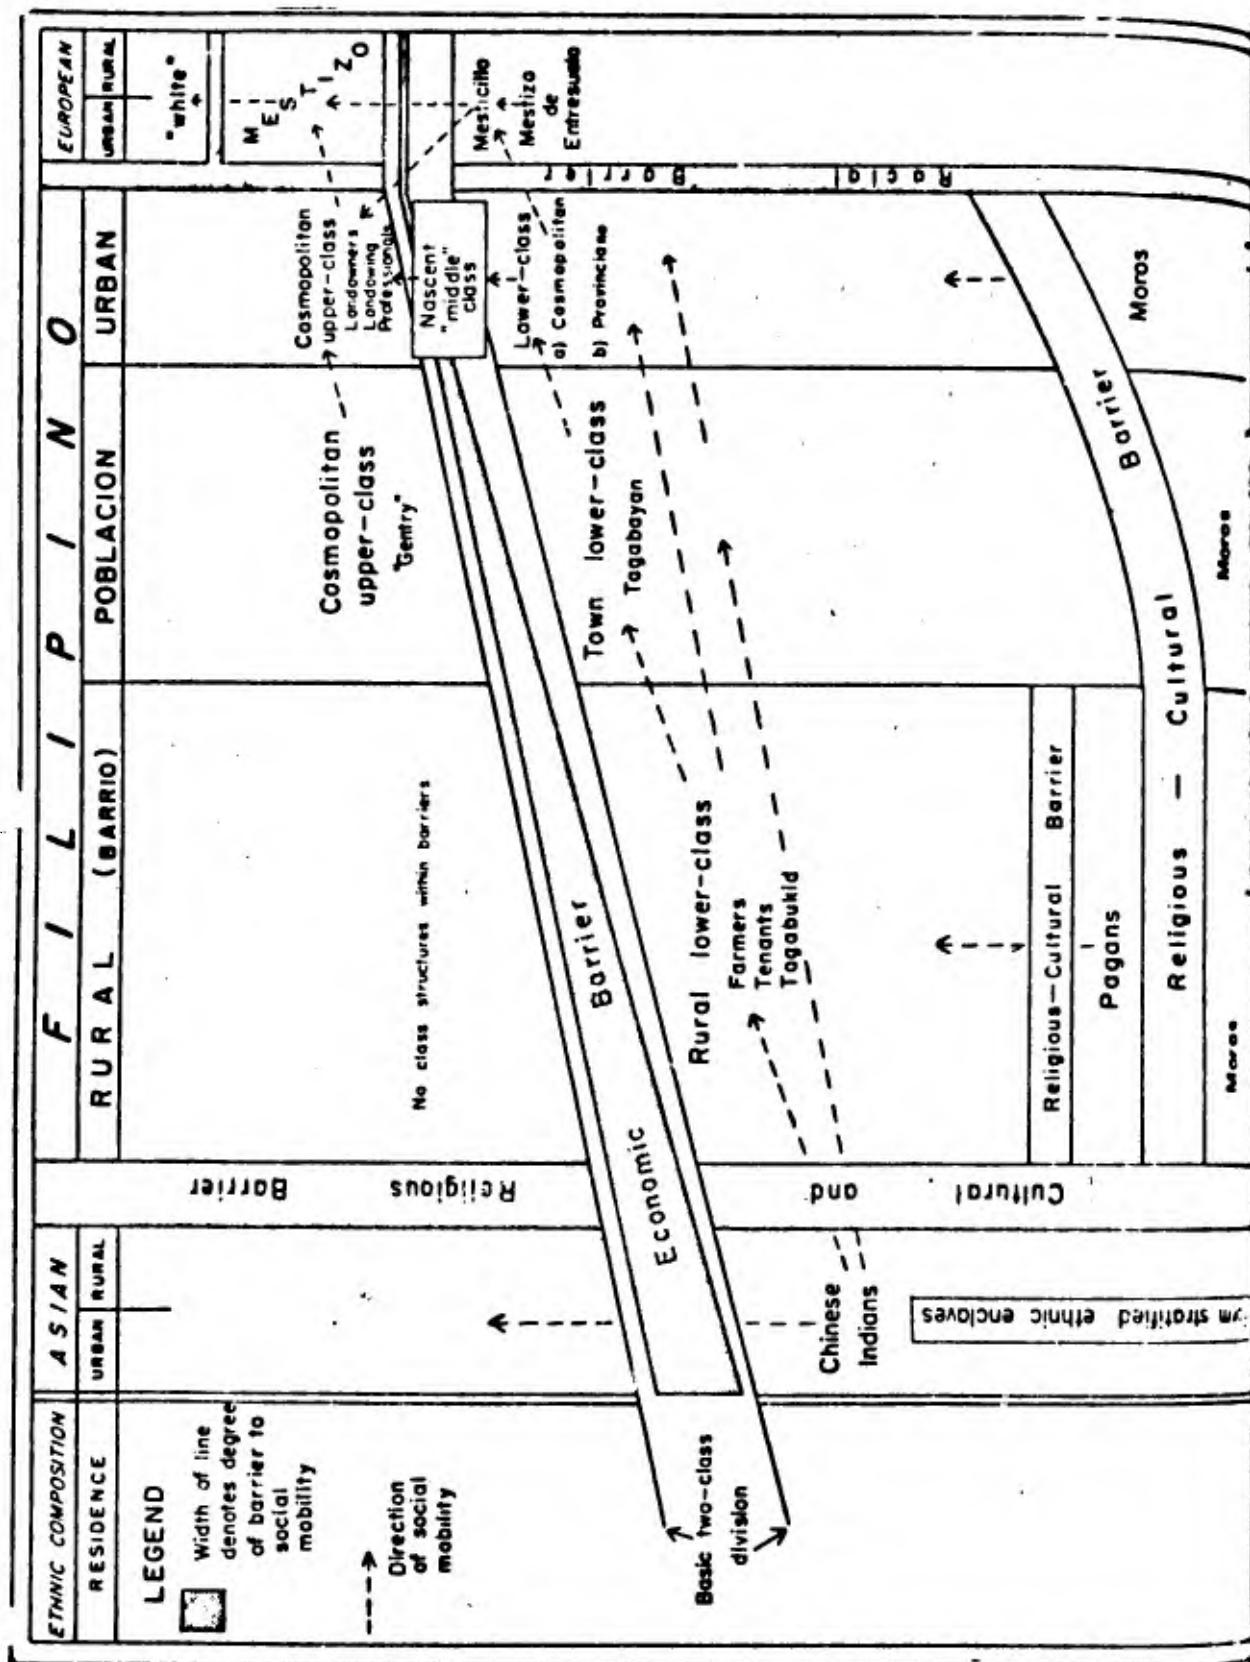 ETHNIC COMPOSITION
ASIAN
FILIPINO
EUROPEAN
RESIDENCE
URBAN RURAL
RURAL (BARRIO)
POBLACION
URBAN
URBAN RURAL
LEGEND
Width of line
denotes degree
of barrier to
social
mobility
Direction
of social
mobility
Basic two-class
division
Chinese
Indians
stratified ethnic enclaves
Cultural and Religious Barrier
Economic Barrier
No class structures within barriers
Rural lower-class
Farmers
Tenants
Tagabukid
Religious-Cultural Barrier
Pagans
Religious — Cultural Barrier
Moros
Moros
Moros
Cosmopolitan
upper-class
"Gentry"
Town lower-class
Tagabayan
Cosmopolitan
upper-class
Landowners
Landowing
Professionals
Nascent
"middle"
class
Lower-class
a) Cosmopolitan
b) Provinciano
Racial Barrier
"white"
MESTIZO
Mesticillo
Mestiza
de
Entresuelo